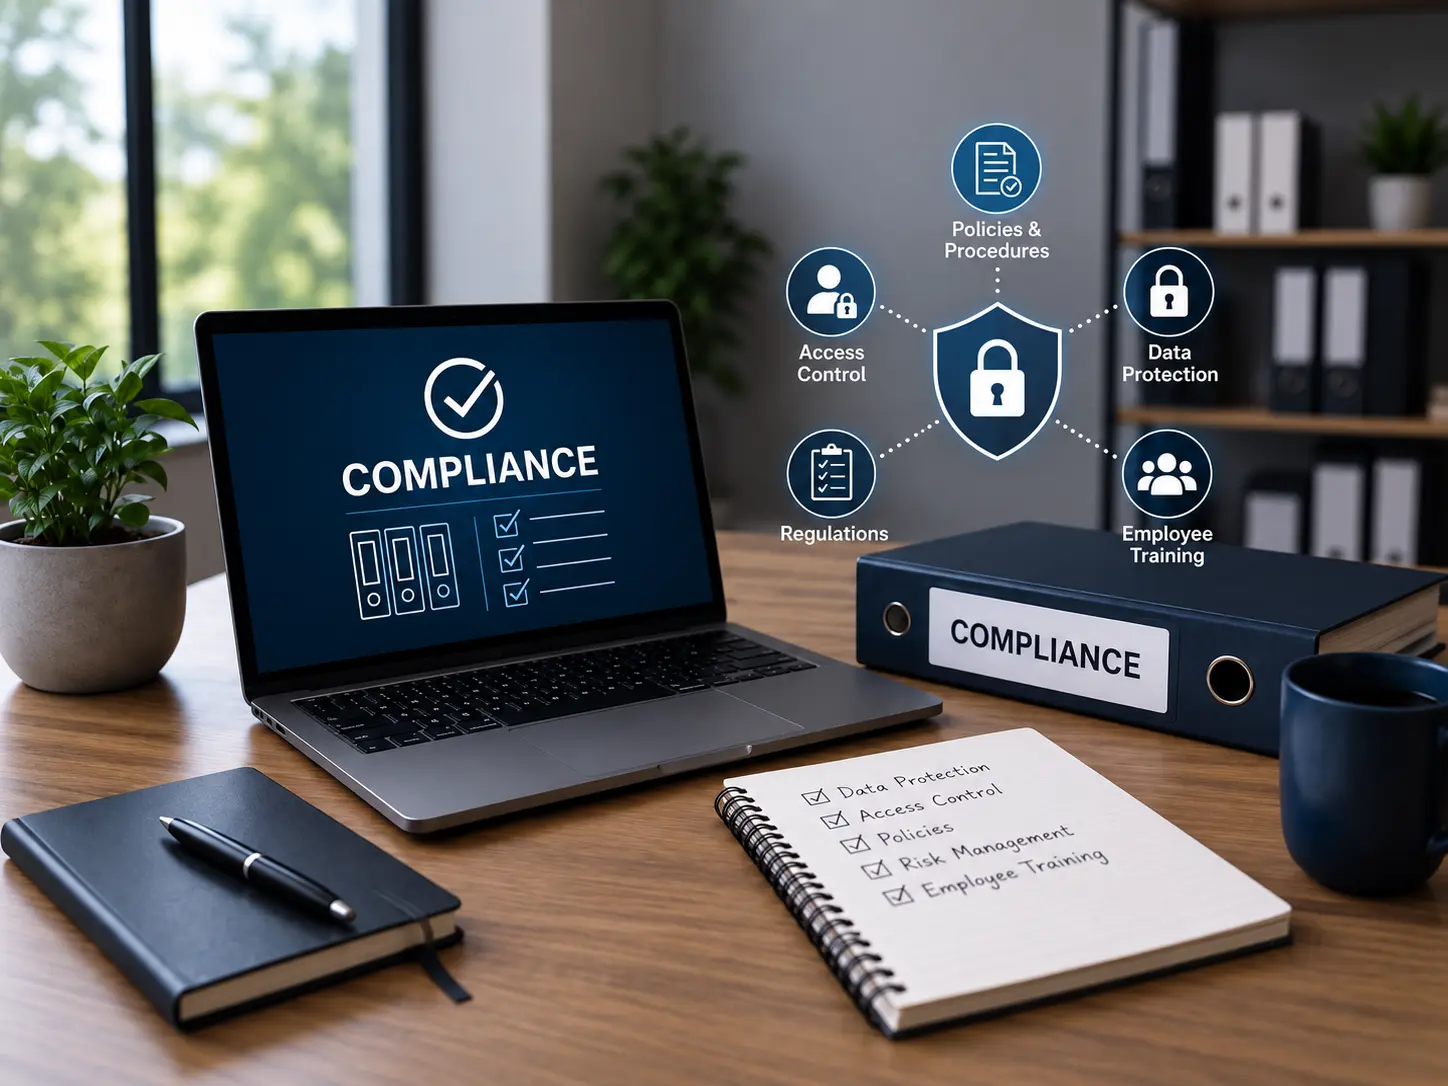 COMPLIANCE
Policies &
Procedures
Access
Control
Data
Protection
Regulations
Employee
Training
COMPLIANCE
Data Protection
Access Control
Policies
Risk Management
Employee Training